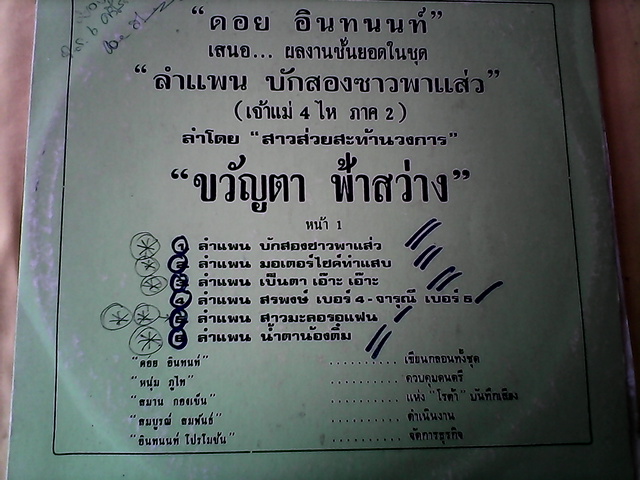 “ดอย อินทนนท์”
เสนอ... ผลงานชั้นยอดในชุด
“ลำแพน บักสองซาวพาแส่ว”
(เจ้าแม่ 4 ไห ภาค 2)
ลำโดย “สาวส่วยสะท้านวงการ”
“ขวัญตา ฟ้าสว่าง”
หน้า 1
1 ลำแพน บักสองซาวพาแส่ว
2 ลำแพน มอเตอร์ไซค์ทำแสบ
3 ลำแพน เบ็นตา เอ๊าะ เอ๊าะ
4 ลำแพน สรพงษ์ เบอร์ 4-จารุณี เบอร์ 5
5 ลำแพน สาวมะคอรอแฟน
6 ลำแพน น้ำตาน้องติ๋ม
“ดอย อินทนท์” .......... เขียนกลอนทั้งชุด
“หนุ่ม ภูไท” .......... ควบคุมดนตรี
“สมาน กองเข็น” .......... แห่ง “โรต้า” บันทึกเสียง
“สมบูรณ์ สมพันธ์” .......... ดำเนินงาน
“อินทนนท์ โปรโมชั่น” .......... จัดการธุรกิจ